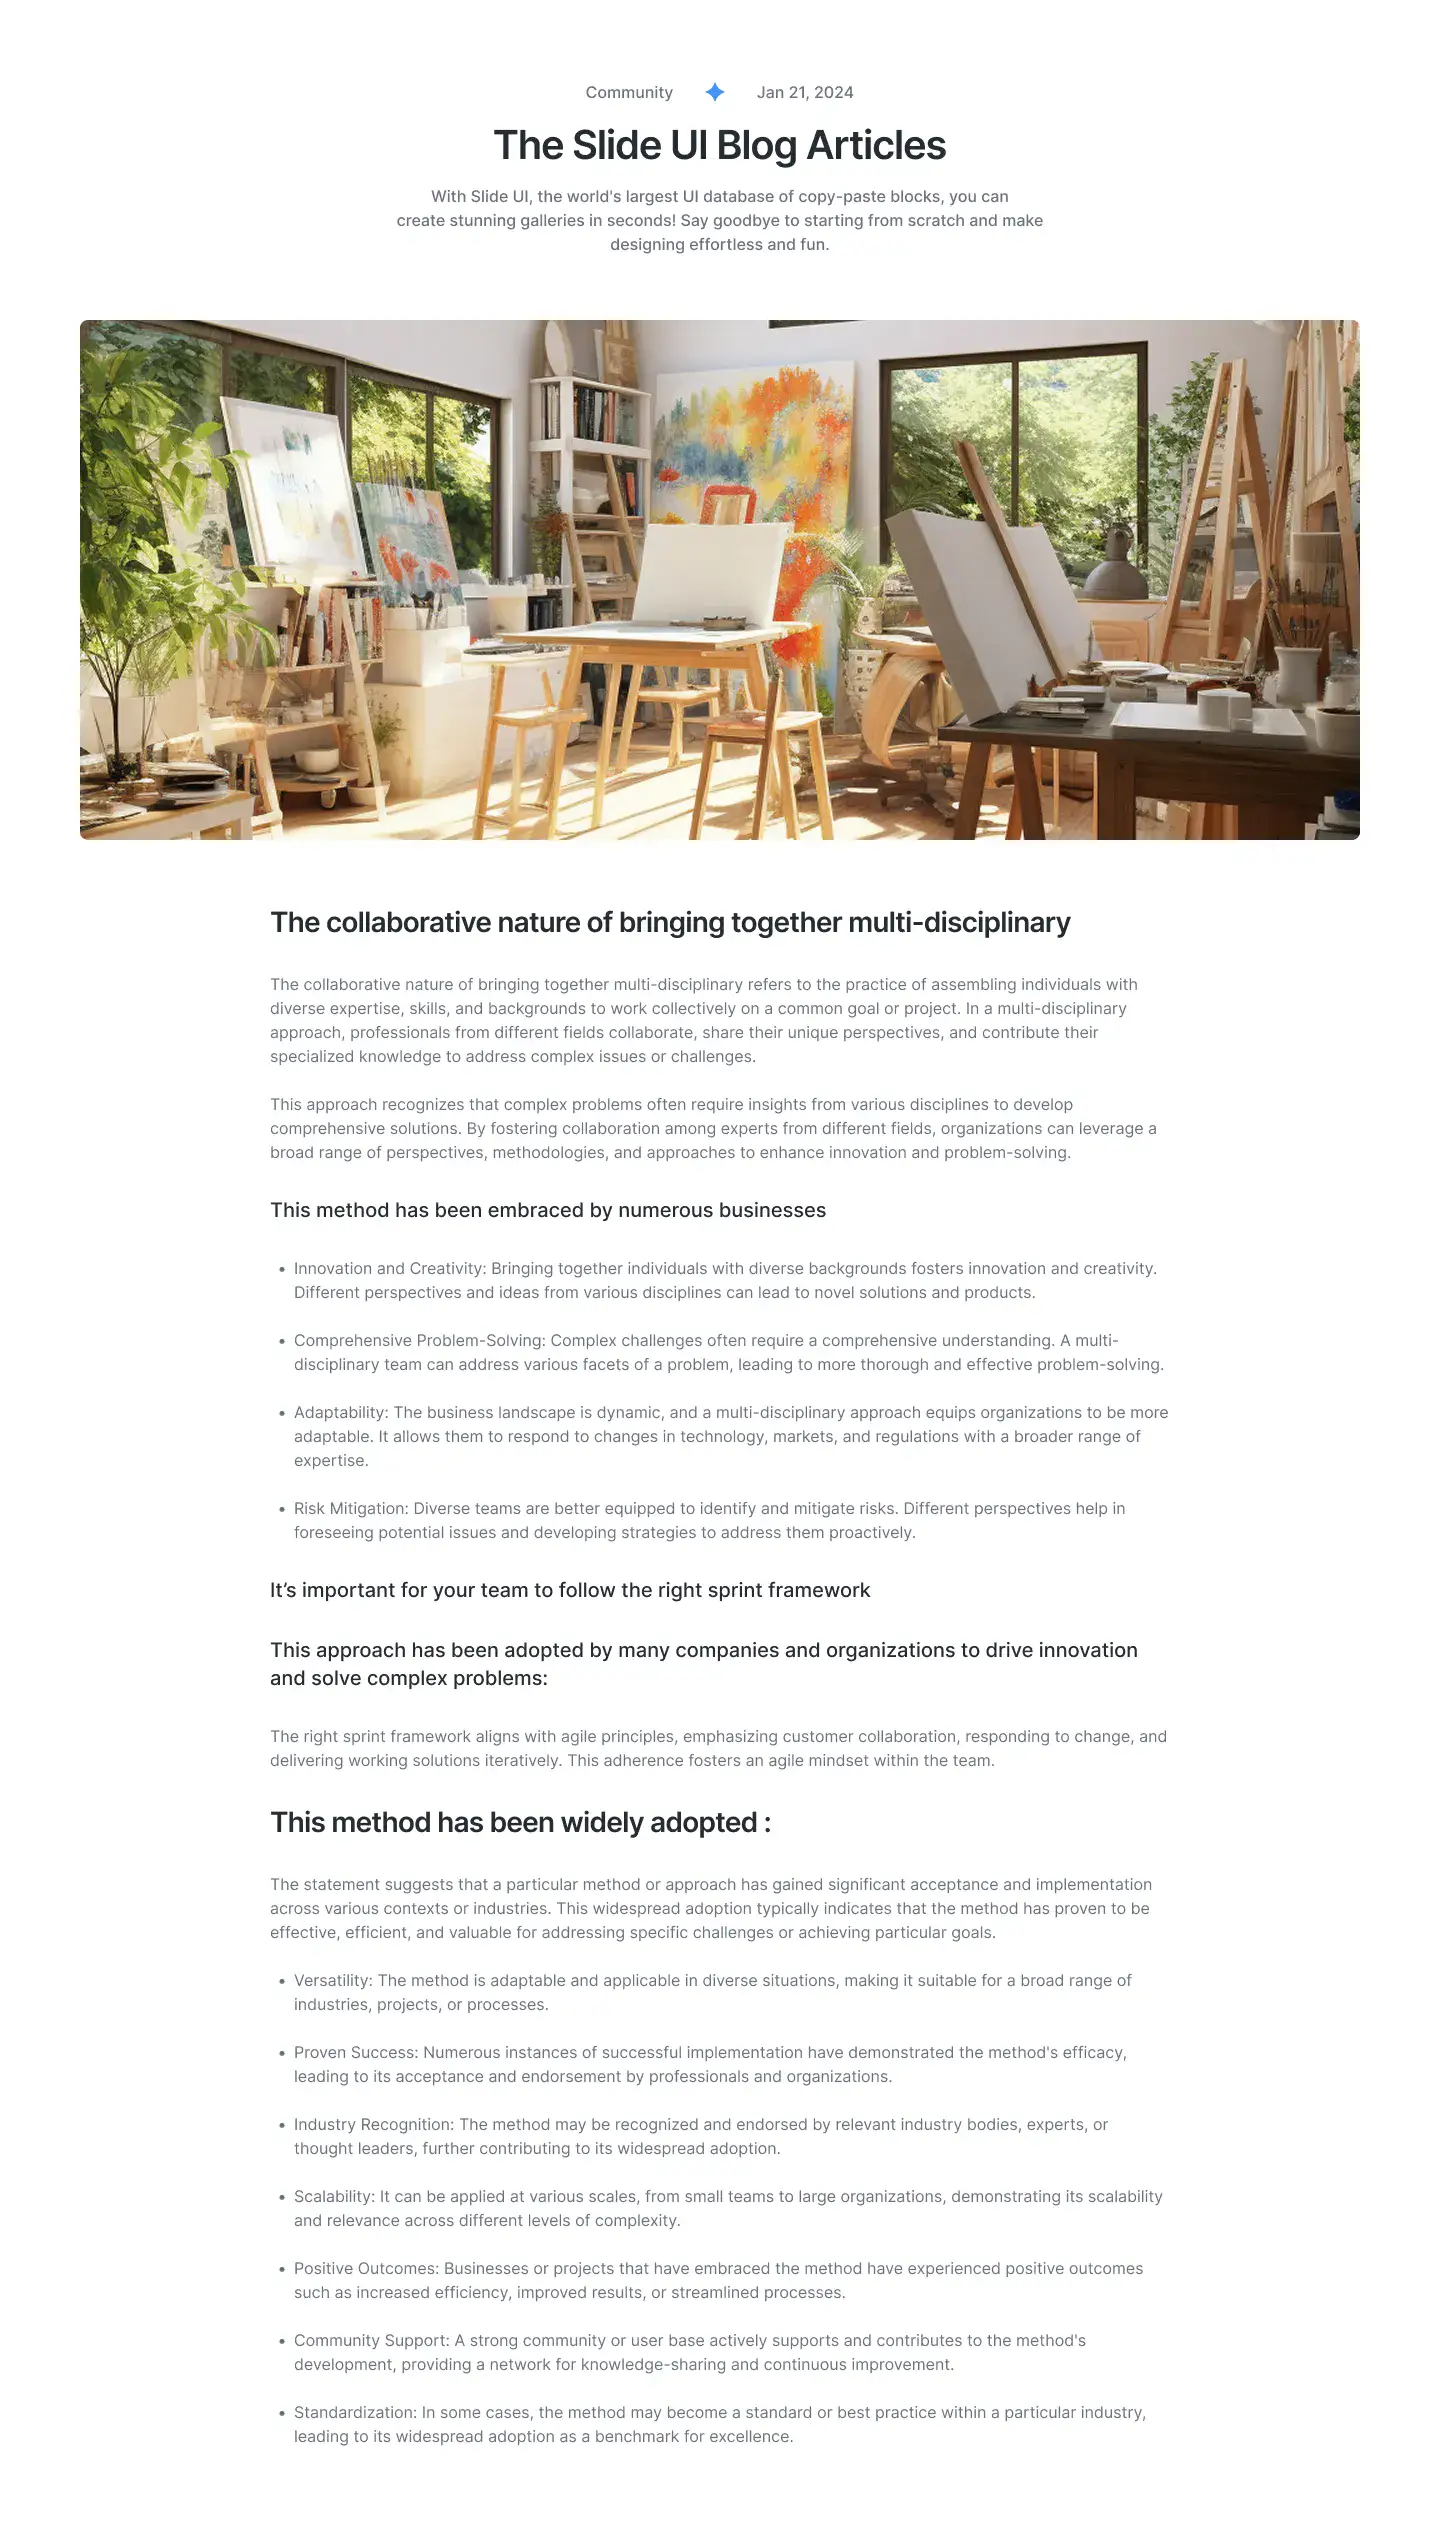 Community
Jan 21, 2024
The Slide UI Blog Articles
With Slide UI, the world's largest UI database of copy-paste blocks, you can
create stunning galleries in seconds! Say goodbye to starting from scratch and make
designing effortless and fun.
The collaborative nature of bringing together multi-disciplinary
The collaborative nature of bringing together multi-disciplinary refers to the practice of assembling individuals with
diverse expertise, skills, and backgrounds to work collectively on a common goal or project. In a multi-disciplinary
approach, professionals from different fields collaborate, share their unique perspectives, and contribute their
specialized knowledge to address complex issues or challenges.
This approach recognizes that complex problems often require insights from various disciplines to develop
comprehensive solutions. By fostering collaboration among experts from different fields, organizations can leverage a
broad range of perspectives, methodologies, and approaches to enhance innovation and problem-solving.
This method has been embraced by numerous businesses
• Innovation and Creativity: Bringing together individuals with diverse backgrounds fosters innovation and creativity.
Different perspectives and ideas from various disciplines can lead to novel solutions and products.
• Comprehensive Problem-Solving: Complex challenges often require a comprehensive understanding. A multi-
disciplinary team can address various facets of a problem, leading to more thorough and effective problem-solving.
• Adaptability: The business landscape is dynamic, and a multi-disciplinary approach equips organizations to be more
adaptable. It allows them to respond to changes in technology, markets, and regulations with a broader range of
expertise.
• Risk Mitigation: Diverse teams are better equipped to identify and mitigate risks. Different perspectives help in
foreseeing potential issues and developing strategies to address them proactively.
It’s important for your team to follow the right sprint framework
This approach has been adopted by many companies and organizations to drive innovation
and solve complex problems:
The right sprint framework aligns with agile principles, emphasizing customer collaboration, responding to change, and
delivering working solutions iteratively. This adherence fosters an agile mindset within the team.
This method has been widely adopted :
The statement suggests that a particular method or approach has gained significant acceptance and implementation
across various contexts or industries. This widespread adoption typically indicates that the method has proven to be
effective, efficient, and valuable for addressing specific challenges or achieving particular goals.
• Versatility: The method is adaptable and applicable in diverse situations, making it suitable for a broad range of
industries, projects, or processes.
• Proven Success: Numerous instances of successful implementation have demonstrated the method's efficacy,
leading to its acceptance and endorsement by professionals and organizations.
• Industry Recognition: The method may be recognized and endorsed by relevant industry bodies, experts, or
thought leaders, further contributing to its widespread adoption.
• Scalability: It can be applied at various scales, from small teams to large organizations, demonstrating its scalability
and relevance across different levels of complexity.
• Positive Outcomes: Businesses or projects that have embraced the method have experienced positive outcomes
such as increased efficiency, improved results, or streamlined processes.
• Community Support: A strong community or user base actively supports and contributes to the method's
development, providing a network for knowledge-sharing and continuous improvement.
• Standardization: In some cases, the method may become a standard or best practice within a particular industry,
leading to its widespread adoption as a benchmark for excellence.